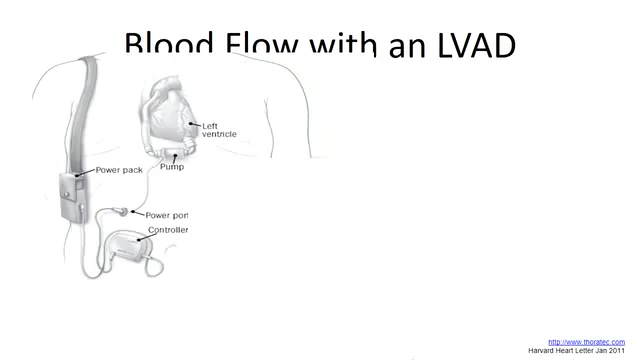 Blood Flow with an LVAD
Left
ventricle
Pump
Power pack
Power port
Controller
http://www.thoratec.com
Harvard Heart Letter Jan 2011